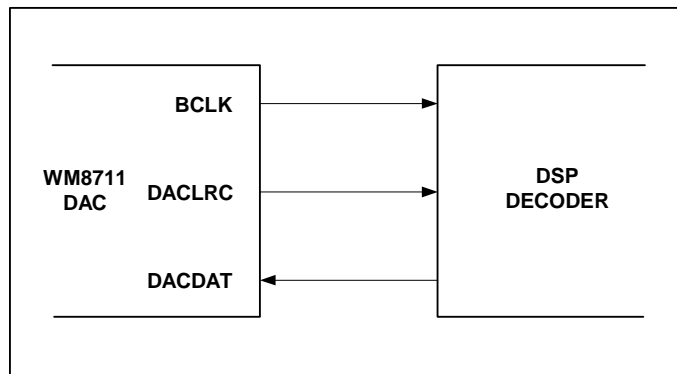 BCLK
WM8711
DAC
DACLRC
DSP
DECODER
DACDAT